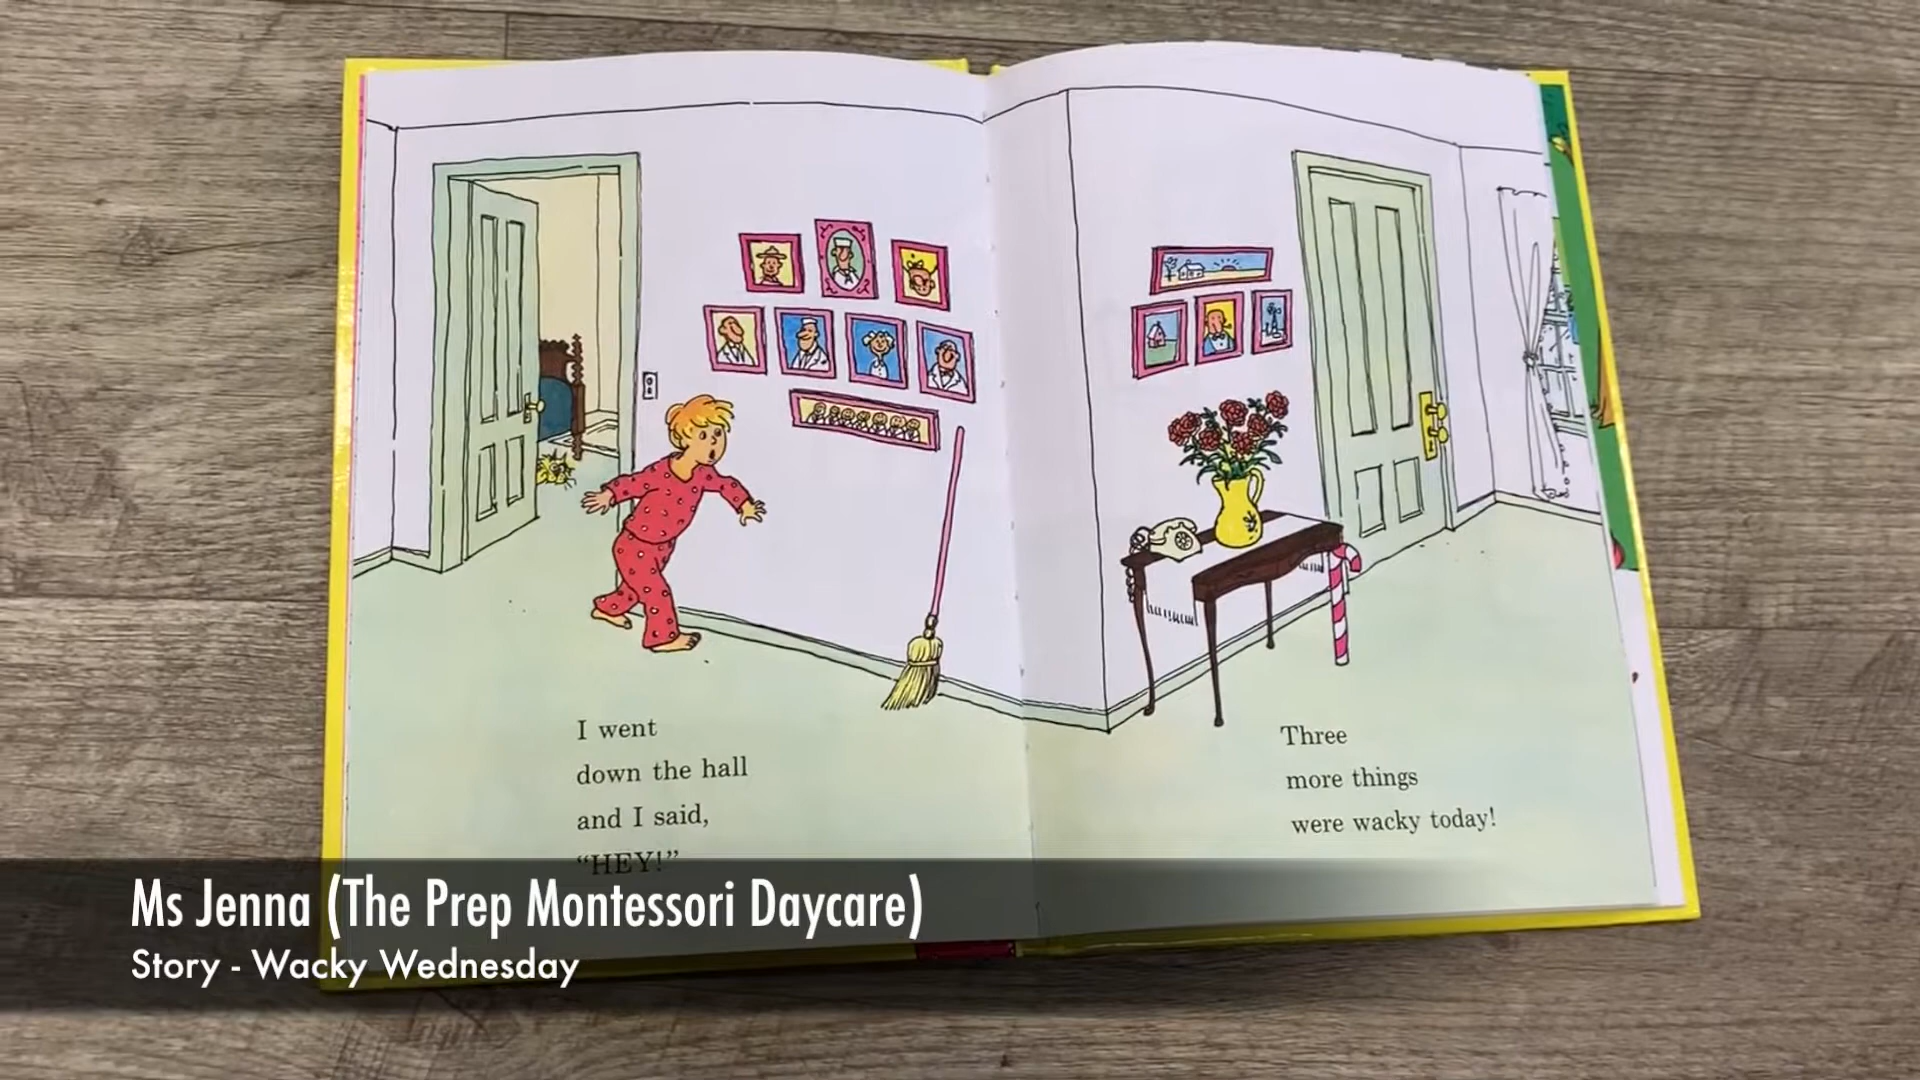 I went
down the hall
and I said,
"HEY!"
Three
more things
were wacky today!
Ms Jenna (The Prep Montessori Daycare)
Story - Wacky Wednesday